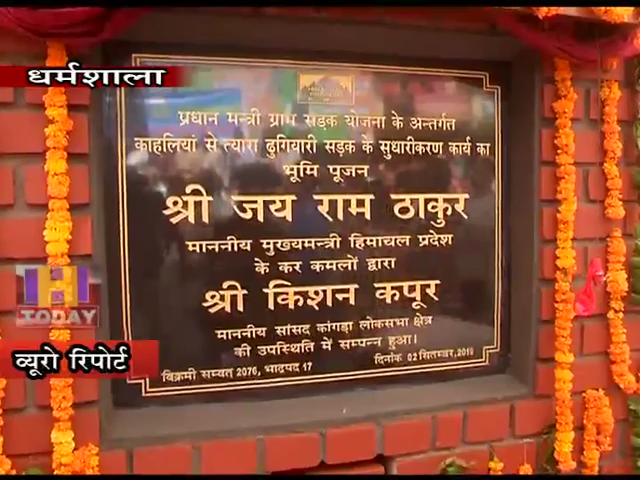 धर्मशाला
प्रधान मन्त्री ग्राम सड़क योजना के अन्तर्गत
काहलियां से त्यारा ढुगियारी सड़क के सुधारीकरण कार्य का
भूमि पूजन
श्री जय राम ठाकुर
माननीय मुख्यमन्त्री हिमाचल प्रदेश
के कर कमलों द्वारा
श्री किशन कपूर
माननीय सांसद कांगड़ा लोकसभा क्षेत्र
की उपस्थिति में सम्पन्न हुआ।
विक्रमी सम्वत 2076, भाद्रपद 17
दिनांक 02 सितम्बर, 2019
H
TODAY
ब्यूरो रिपोर्ट